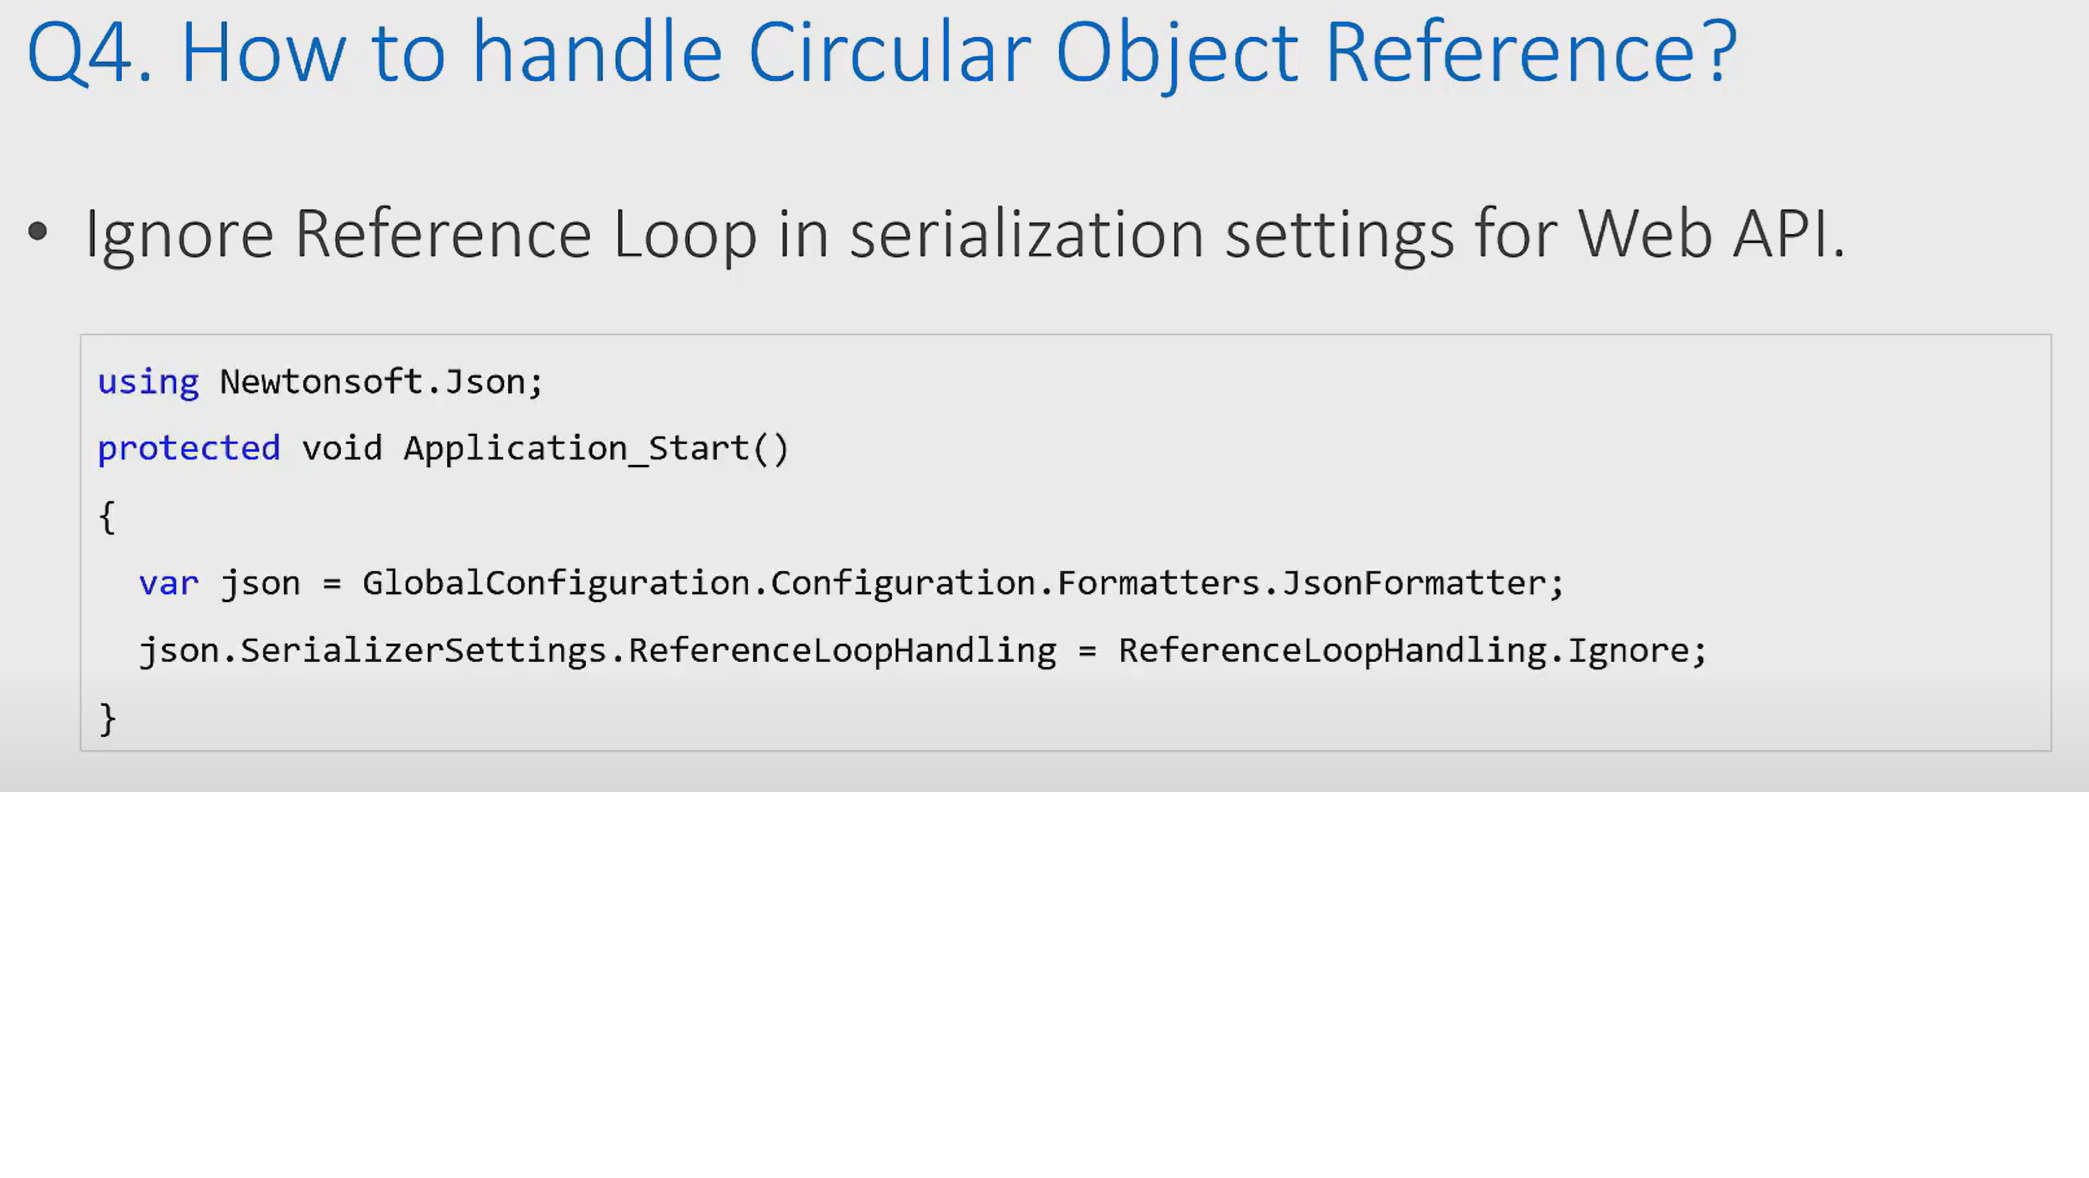 Q4. How to handle Circular Object Reference?
• Ignore Reference Loop in serialization settings for Web API.
using Newtonsoft.Json;
protected void Application_Start()
{
var json = GlobalConfiguration.Configuration.Formatters.JsonFormatter;
json.SerializerSettings.ReferenceLoopHandling = ReferenceLoopHandling.Ignore;
}